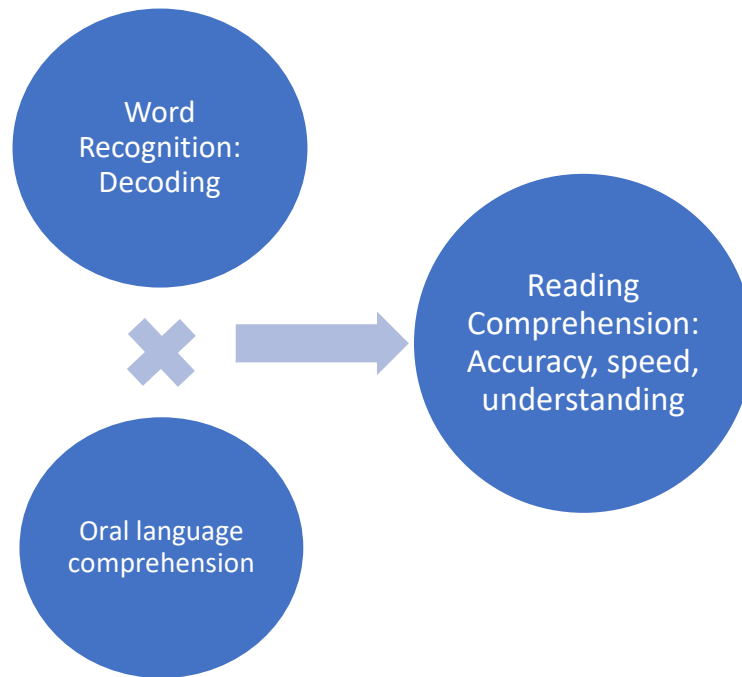 Word
Recognition:
Decoding
Oral language
comprehension
Reading
Comprehension:
Accuracy, speed,
understanding